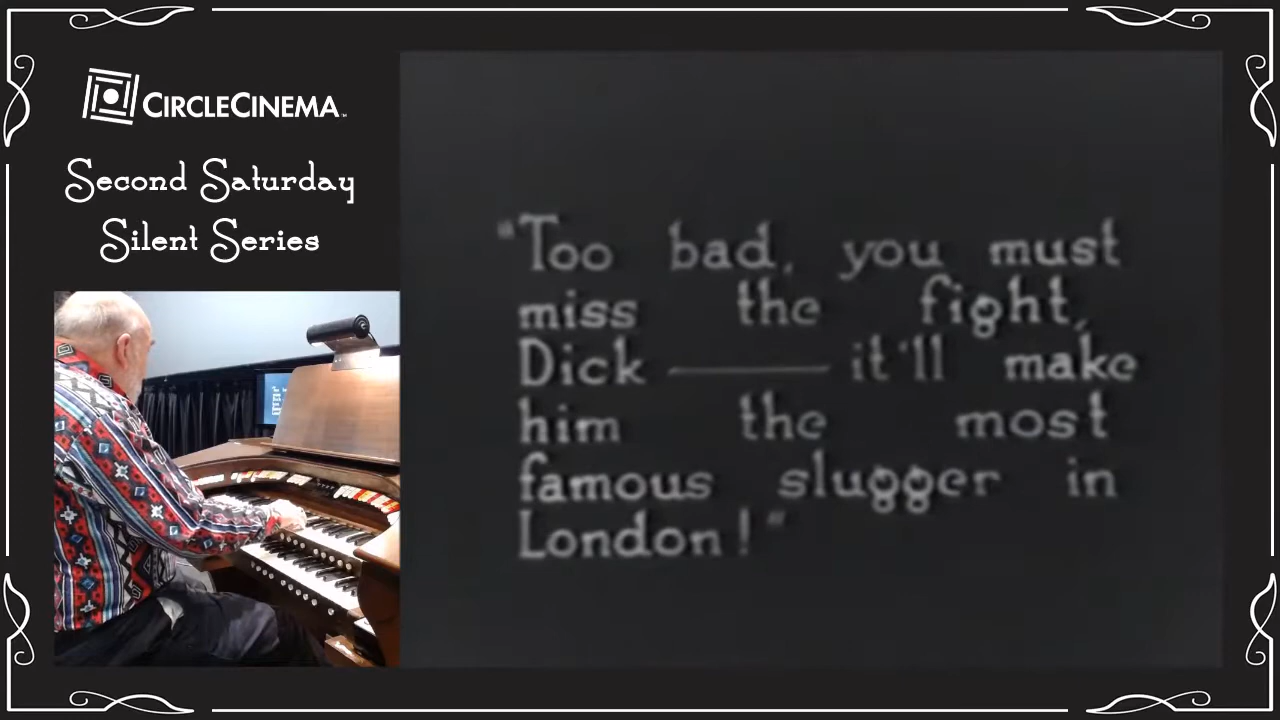 CIRCLECINEMA
Second Saturday
Silent Series
"Too bad, you must
miss the fight,
Dick —— it'll make
him the most
famous slugger in
London!"